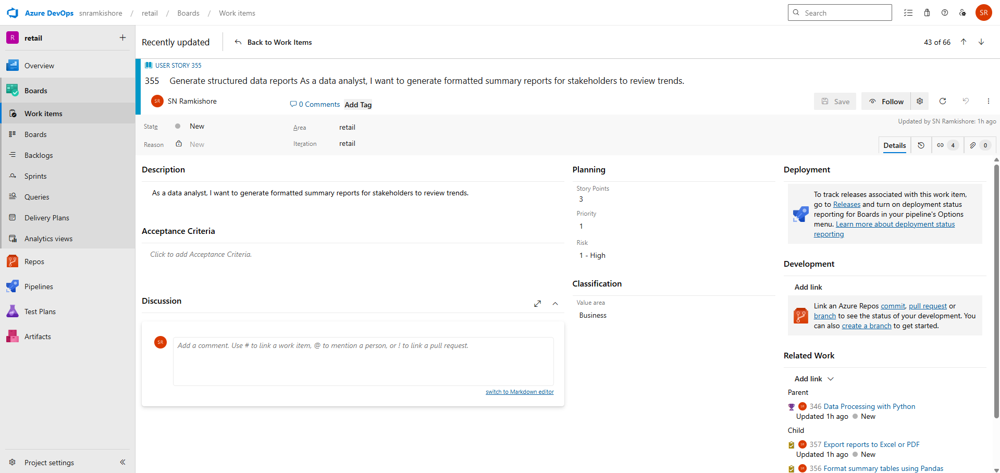 Azure DevOps snramkishore / retail / Boards / Work items
Search
SR
R retail
Recently updated
Back to Work Items
43 of 66
Overview
Boards
Work items
Boards
Backlogs
Sprints
Queries
Delivery Plans
Analytics views
Repos
Pipelines
Test Plans
Artifacts
Project settings
USER STORY 355
355 Generate structured data reports As a data analyst, I want to generate formatted summary reports for stakeholders to review trends.
SR SN Ramkishore
0 Comments
Add Tag
Save
Follow
State New
Area retail
Updated by SN Ramkishore: 1h ago
Reason New
Iteration retail
Details
4
0
Description
As a data analyst, I want to generate formatted summary reports for stakeholders to review trends.
Acceptance Criteria
Click to add Acceptance Criteria.
Discussion
SR
Add a comment. Use # to link a work item, @ to mention a person, or ! to link a pull request.
switch to Markdown editor
Planning
Story Points
3
Priority
1
Risk
1 - High
Classification
Value area
Business
Deployment
To track releases associated with this work item,
go to Releases and turn on deployment status
reporting for Boards in your pipeline's Options
menu. Learn more about deployment status
reporting
Development
Add link
Link an Azure Repos commit, pull request or
branch to see the status of your development. You
can also create a branch to get started.
Related Work
Add link
Parent
SR 346 Data Processing with Python
Updated 1h ago New
Child
SR 357 Export reports to Excel or PDF
Updated 1h ago New
SR 356 Format summary tables using Pandas